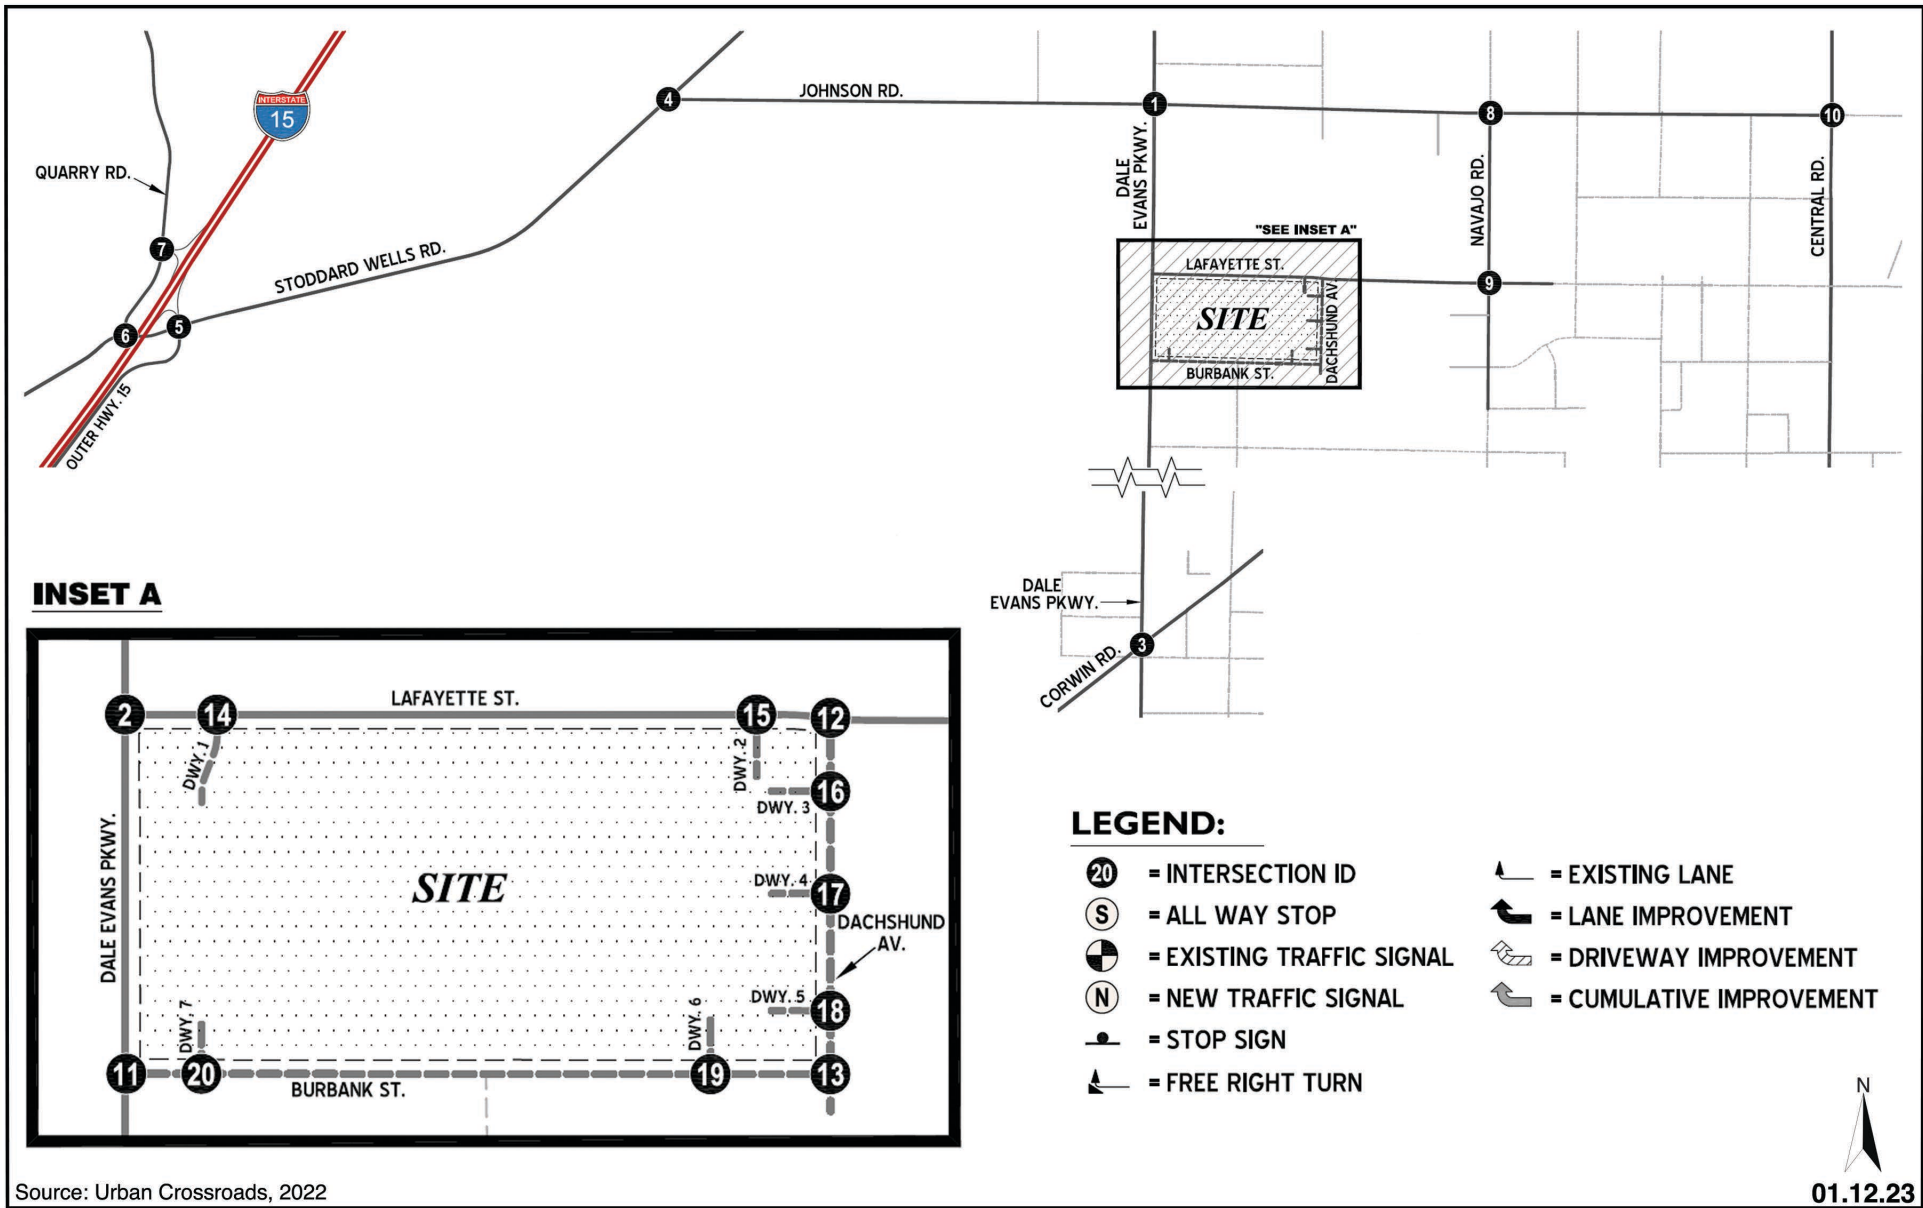 INTERSTATE
15
4
JOHNSON RD.
1
8
10
QUARRY RD.
DALE
EVANS PKWY.
NAVAJO RD.
CENTRAL RD.
7
STODDARD WELLS RD.
"SEE INSET A"
LAFAYETTE ST.
9
SITE
DACHSHUND AV.
BURBANK ST.
6
5
OUTER HWY. 15
DALE
EVANS PKWY.
3
CORWIN RD.
INSET A
LAFAYETTE ST.
2
14
15
12
DWY. 1
DWY. 2
16
DWY. 3
DALE EVANS PKWY.
SITE
DWY. 4
17
DACHSHUND
AV.
DWY. 5
18
DWY. 7
DWY. 6
11
20
19
13
BURBANK ST.
LEGEND:
20 = INTERSECTION ID
S = ALL WAY STOP
= EXISTING TRAFFIC SIGNAL
N = NEW TRAFFIC SIGNAL
= STOP SIGN
= FREE RIGHT TURN
= EXISTING LANE
= LANE IMPROVEMENT
= DRIVEWAY IMPROVEMENT
= CUMULATIVE IMPROVEMENT
N
Source: Urban Crossroads, 2022
01.12.23